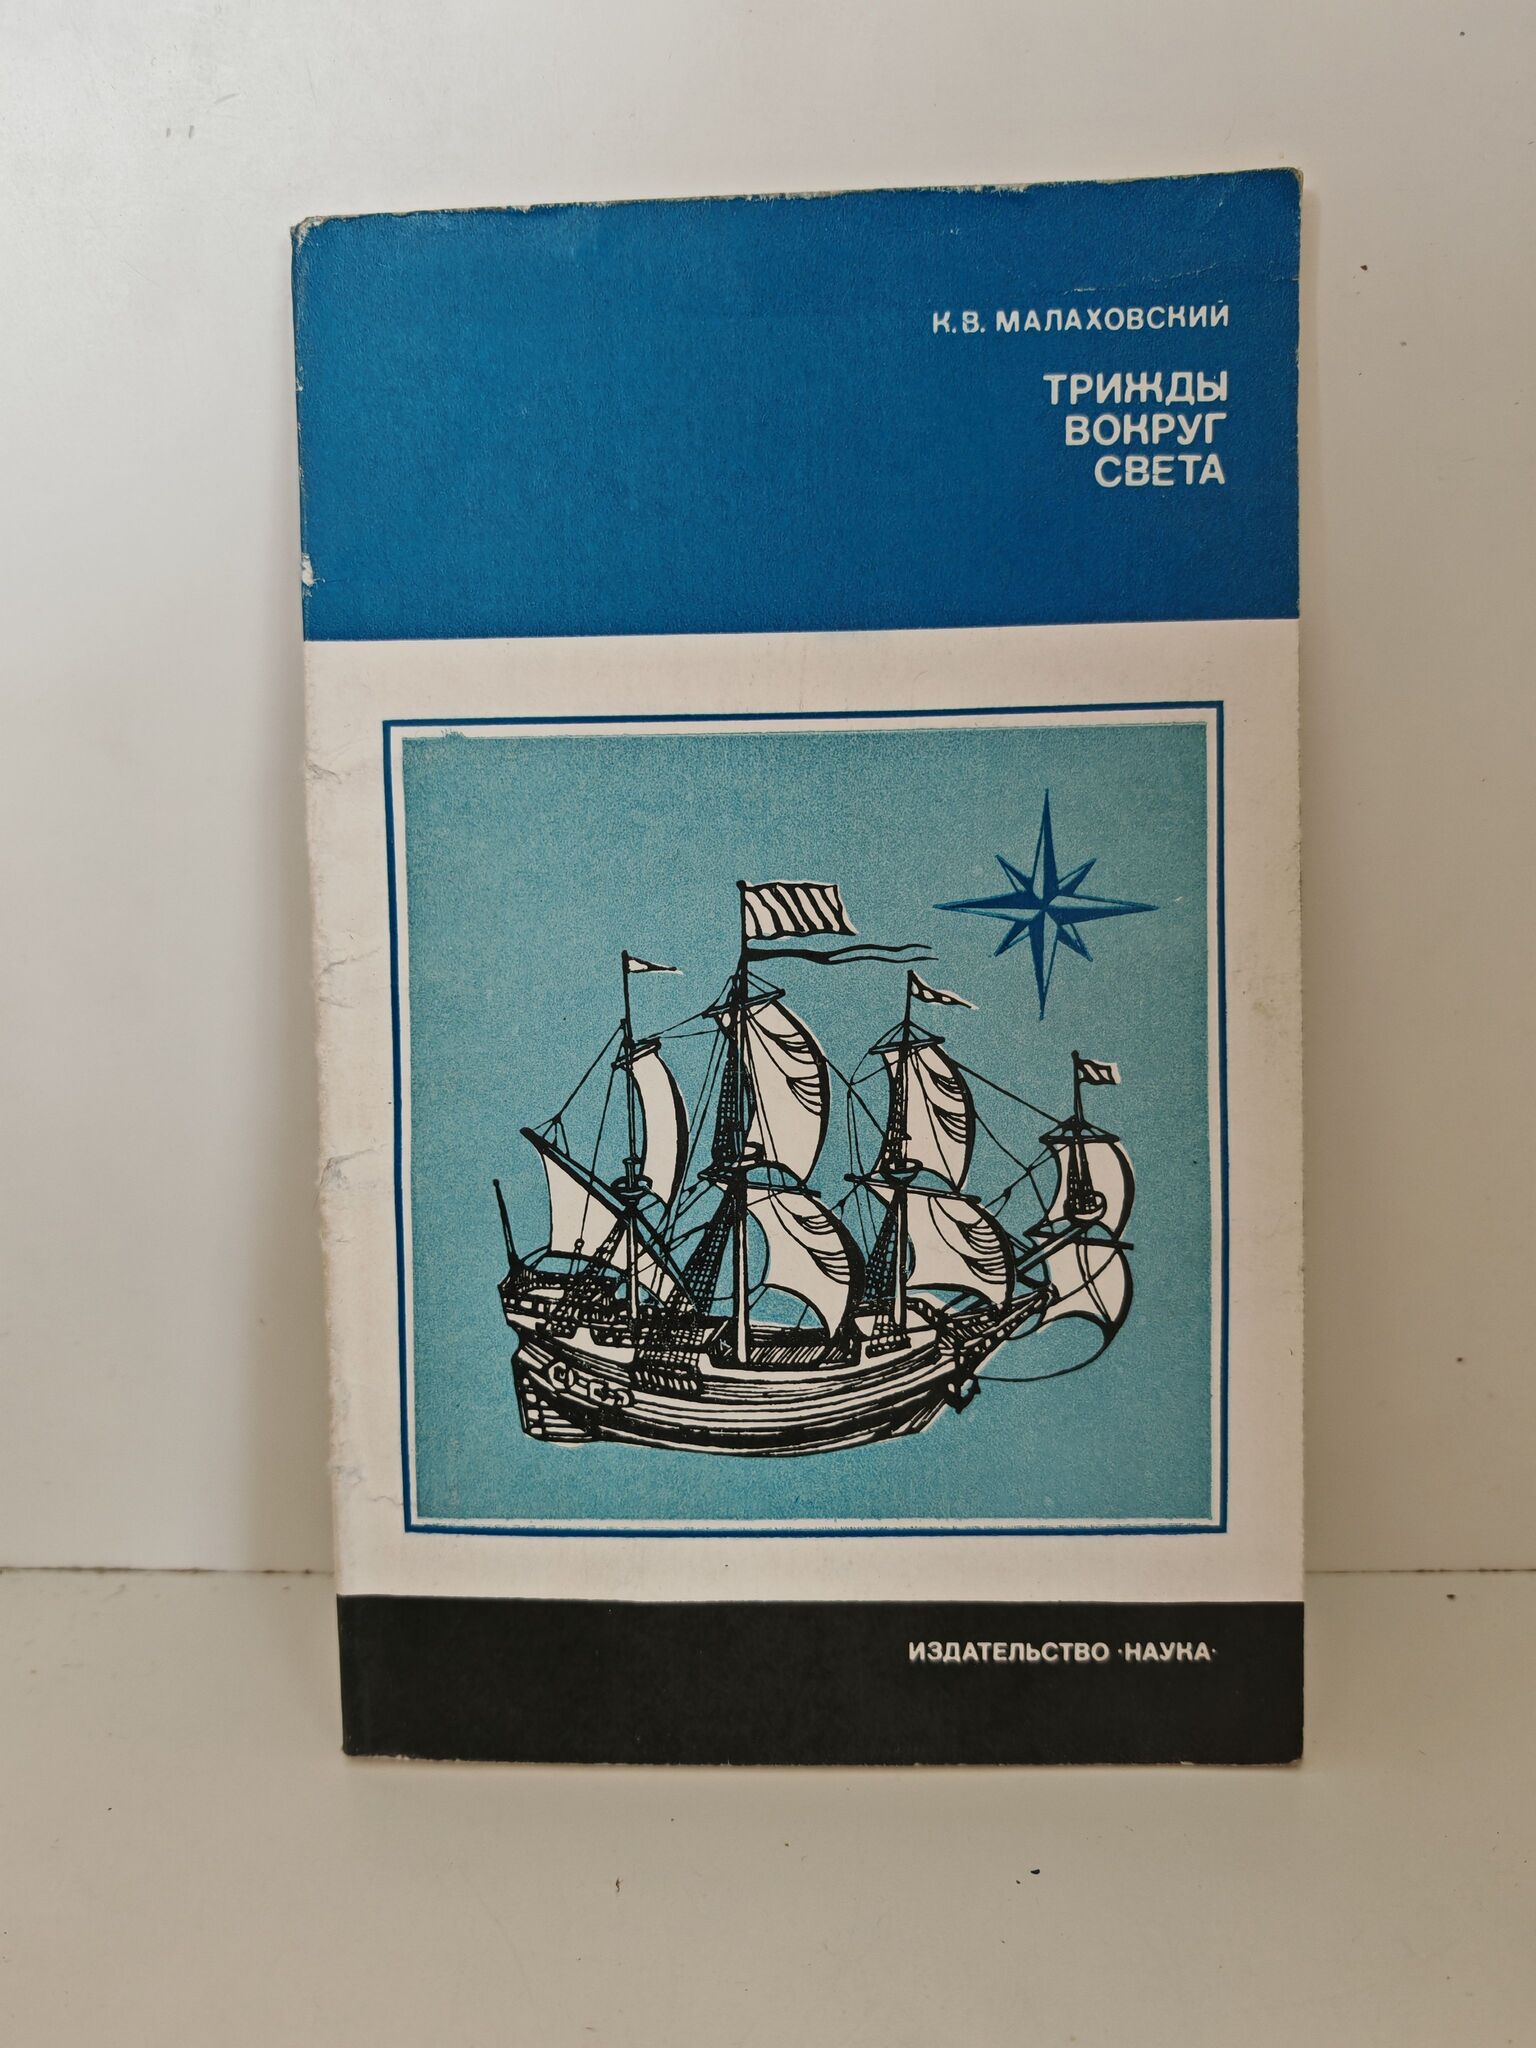 К.В. МАЛАХОВСКИЙ
ТРИЖДЫ
ВОКРУГ
СВЕТА
ИЗДАТЕЛЬСТВО ·НАУКА·